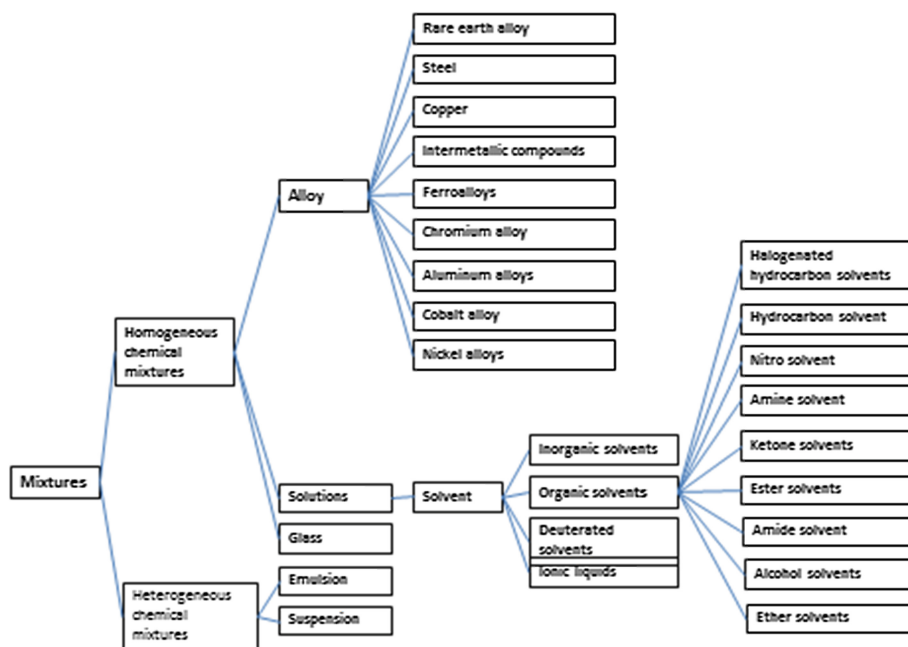 Rare earth alloy
Steel
Copper
Intermetallic compounds
Alloy
Ferroalloys
Chromium alloy
Aluminum alloys
Cobalt alloy
Nickel alloys
Halogenated
hydrocarbon solvents
Hydrocarbon solvent
Nitro solvent
Amine solvent
Ketone solvents
Ester solvents
Amide solvent
Alcohol solvents
Ether solvents
Homogeneous
chemical
mixtures
Mixtures
Solutions
Solvent
Inorganic solvents
Organic solvents
Deuterated
solvents
Ionic liquids
Glass
Emulsion
Suspension
Heterogeneous
chemical
mixtures